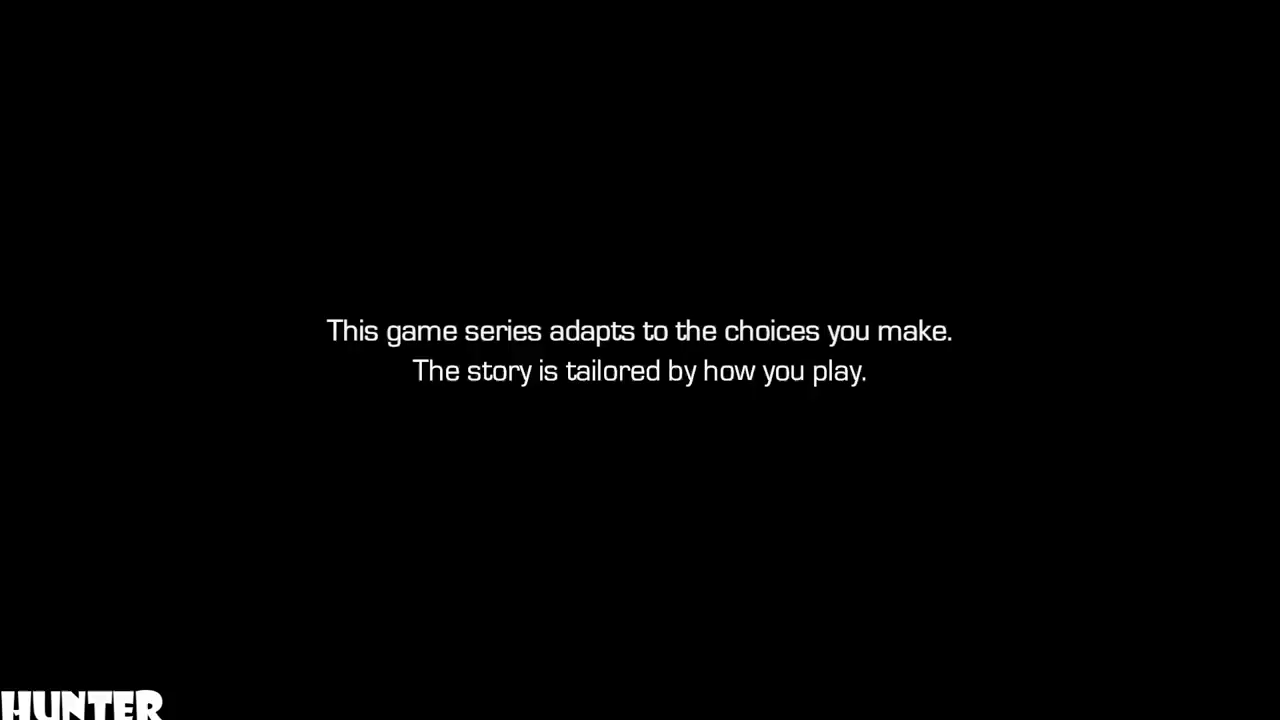 This game series adapts to the choices you make.
The story is tailored by how you play.
HUNTER